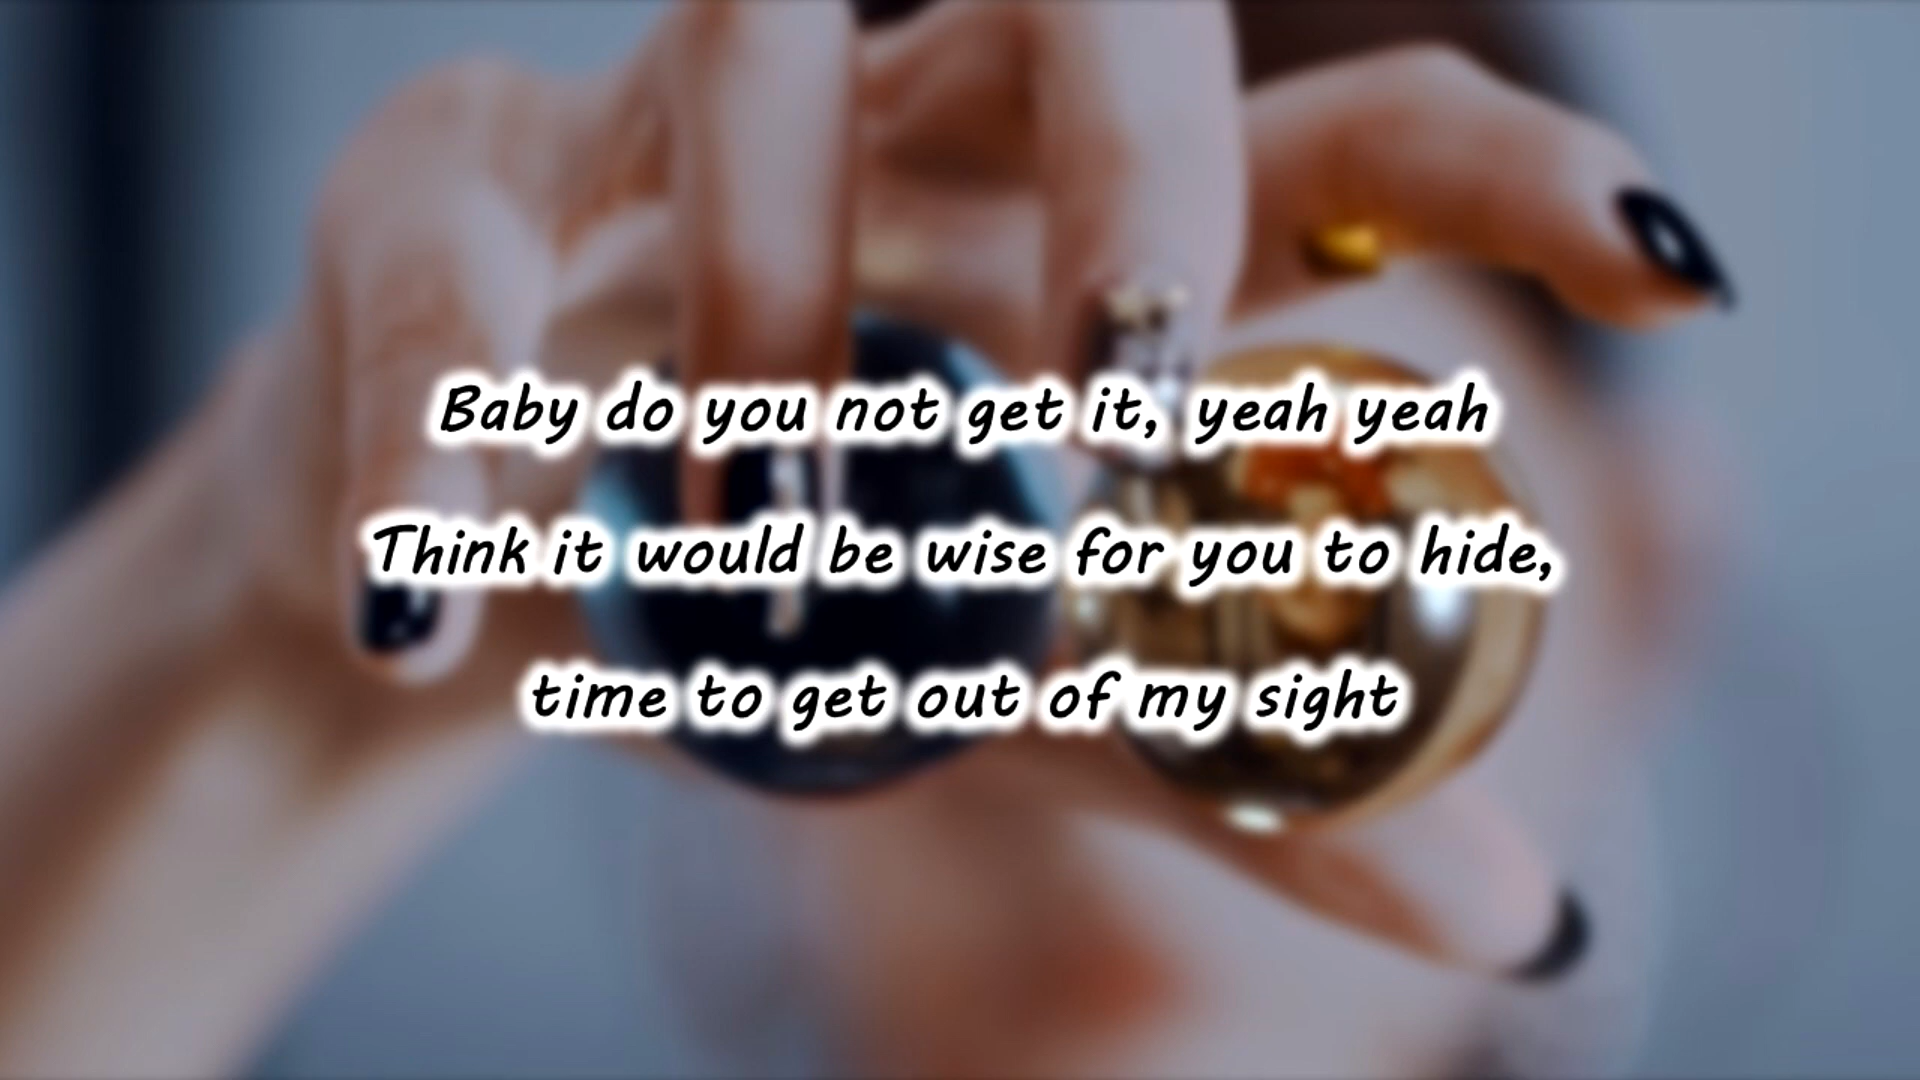 Baby do you not get it, yeah yeah
Think it would be wise for you to hide,
time to get out of my sight